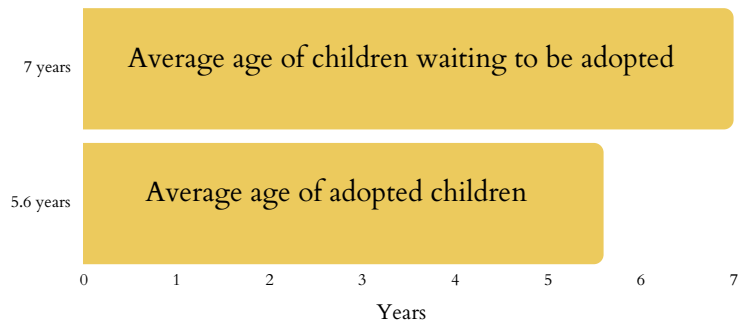 7 years
Average age of children waiting to be adopted
5.6 years
Average age of adopted children
0 1 2 3 4 5 6 7
Years